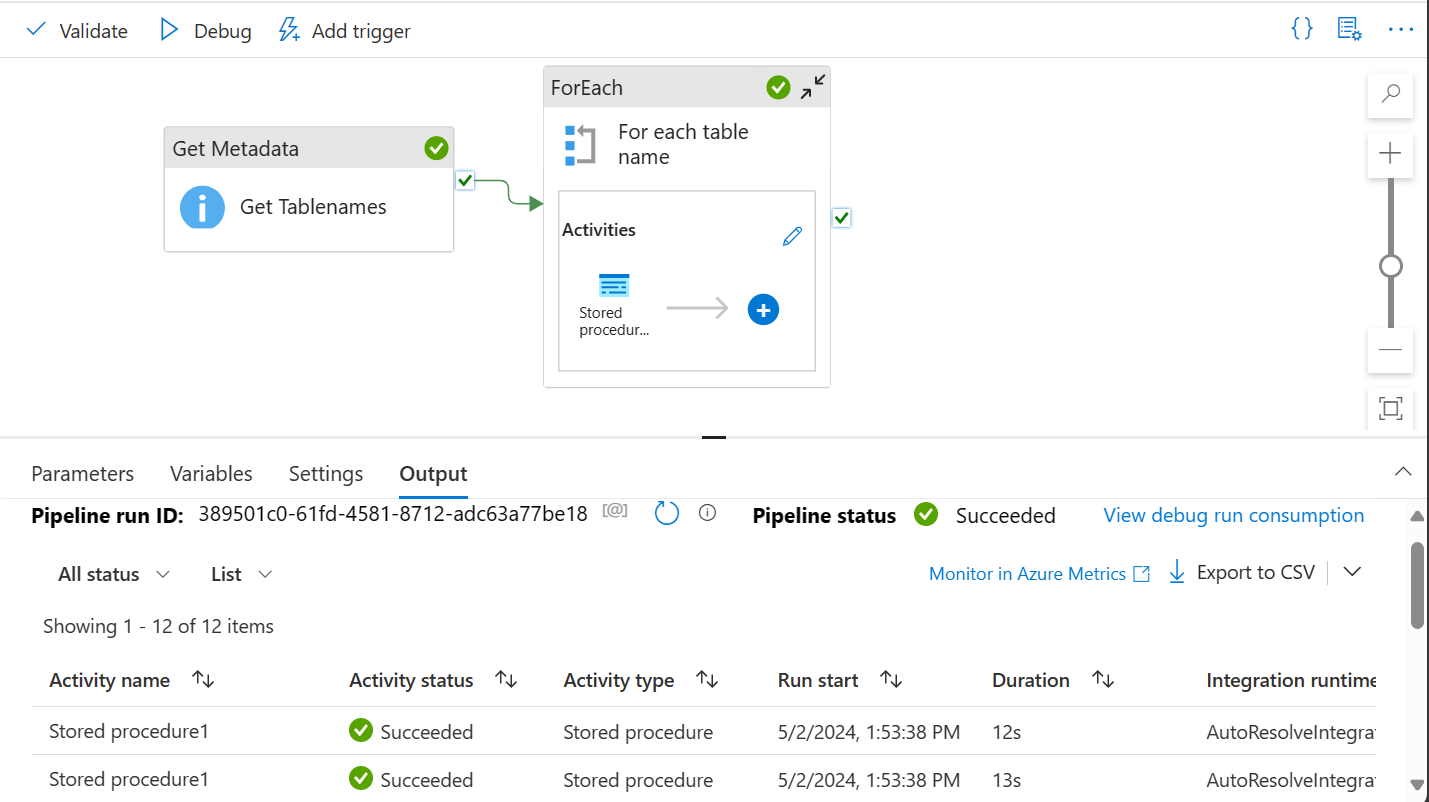 Validate Debug Add trigger
ForEach
For each table
name
Get Metadata
Get Tablenames
Activities
Stored
procedur...
Parameters Variables Settings Output
Pipeline run ID: 389501c0-61fd-4581-8712-adc63a77be18 [@] Pipeline status Succeeded View debug run consumption
All status List Monitor in Azure Metrics Export to CSV
Showing 1 - 12 of 12 items
Activity name Activity status Activity type Run start Duration Integration runtime
Stored procedure1 Succeeded Stored procedure 5/2/2024, 1:53:38 PM 12s AutoResolveIntegrat
Stored procedure1 Succeeded Stored procedure 5/2/2024, 1:53:38 PM 13s AutoResolveIntegrat